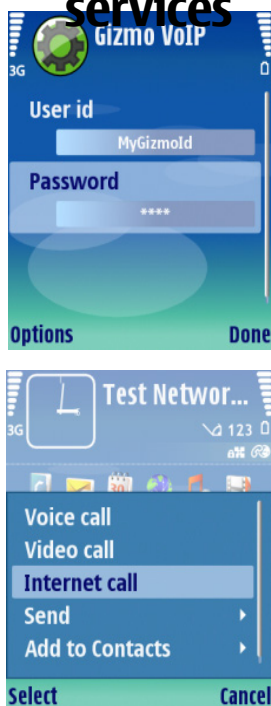 services
Gizmo VoIP
3G
User id
MyGizmoId
Password
****
Options Done
Test Networ...
3G
123
31
Voice call
Video call
Internet call
Send
Add to Contacts
Select Cancel